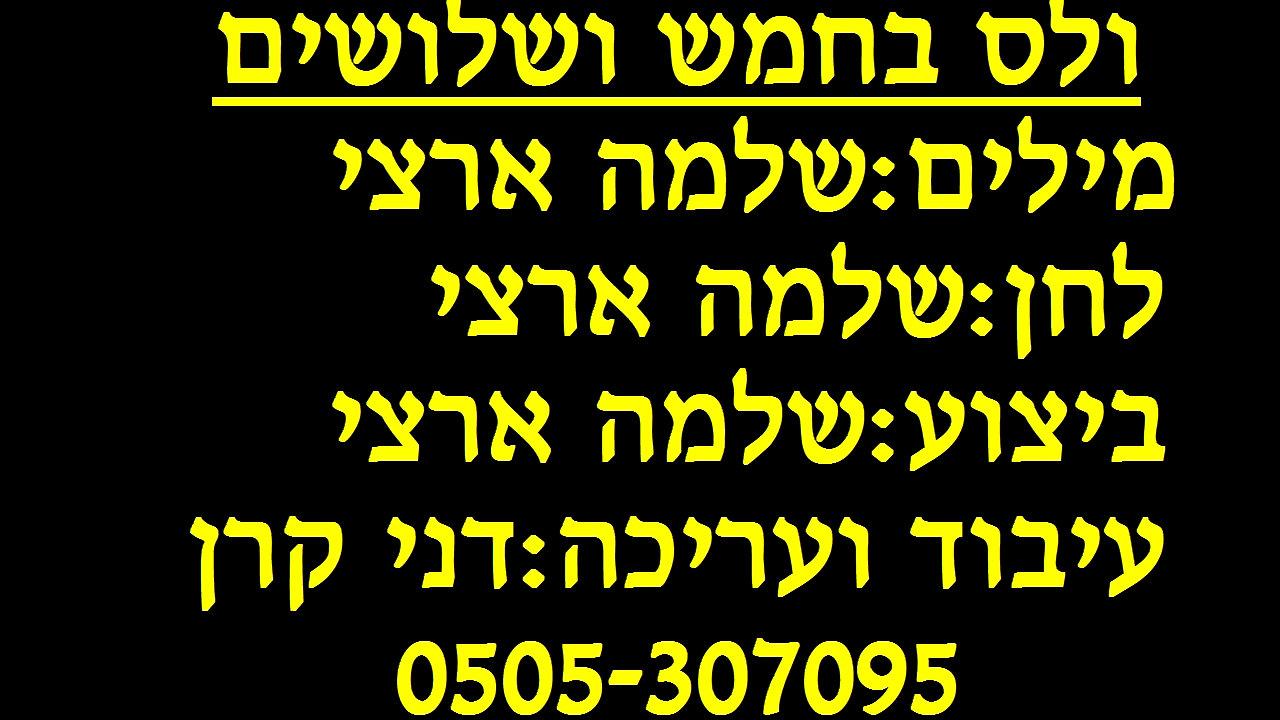 ולס בחמש ושלושים
מילים:שלמה ארצי
לחן:שלמה ארצי
ביצוע:שלמה ארצי
עיבוד ועריכה:דני קרן
0505-307095